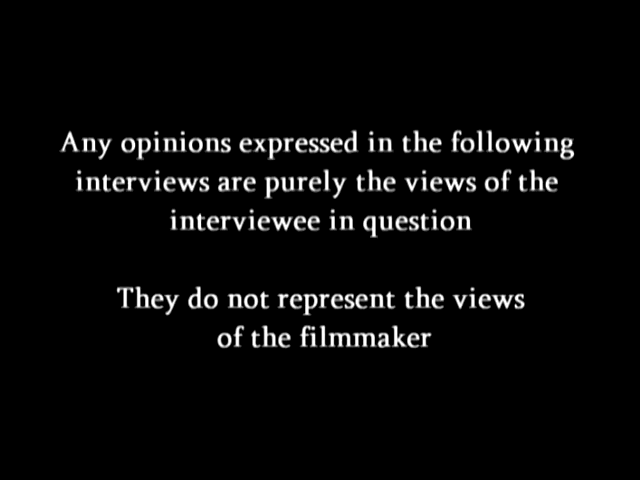 Any opinions expressed in the following
interviews are purely the views of the
interviewee in question
They do not represent the views
of the filmmaker